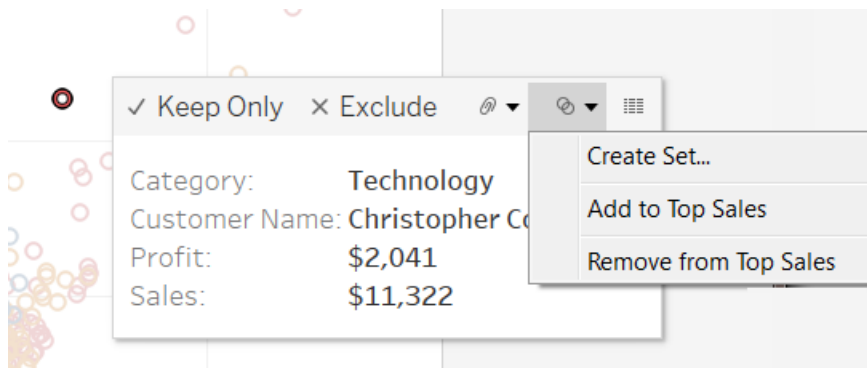 Keep Only Exclude
Create Set...
Category: Technology
Add to Top Sales
Customer Name: Christopher
Profit: $2,041
Remove from Top Sales
Sales: $11,322